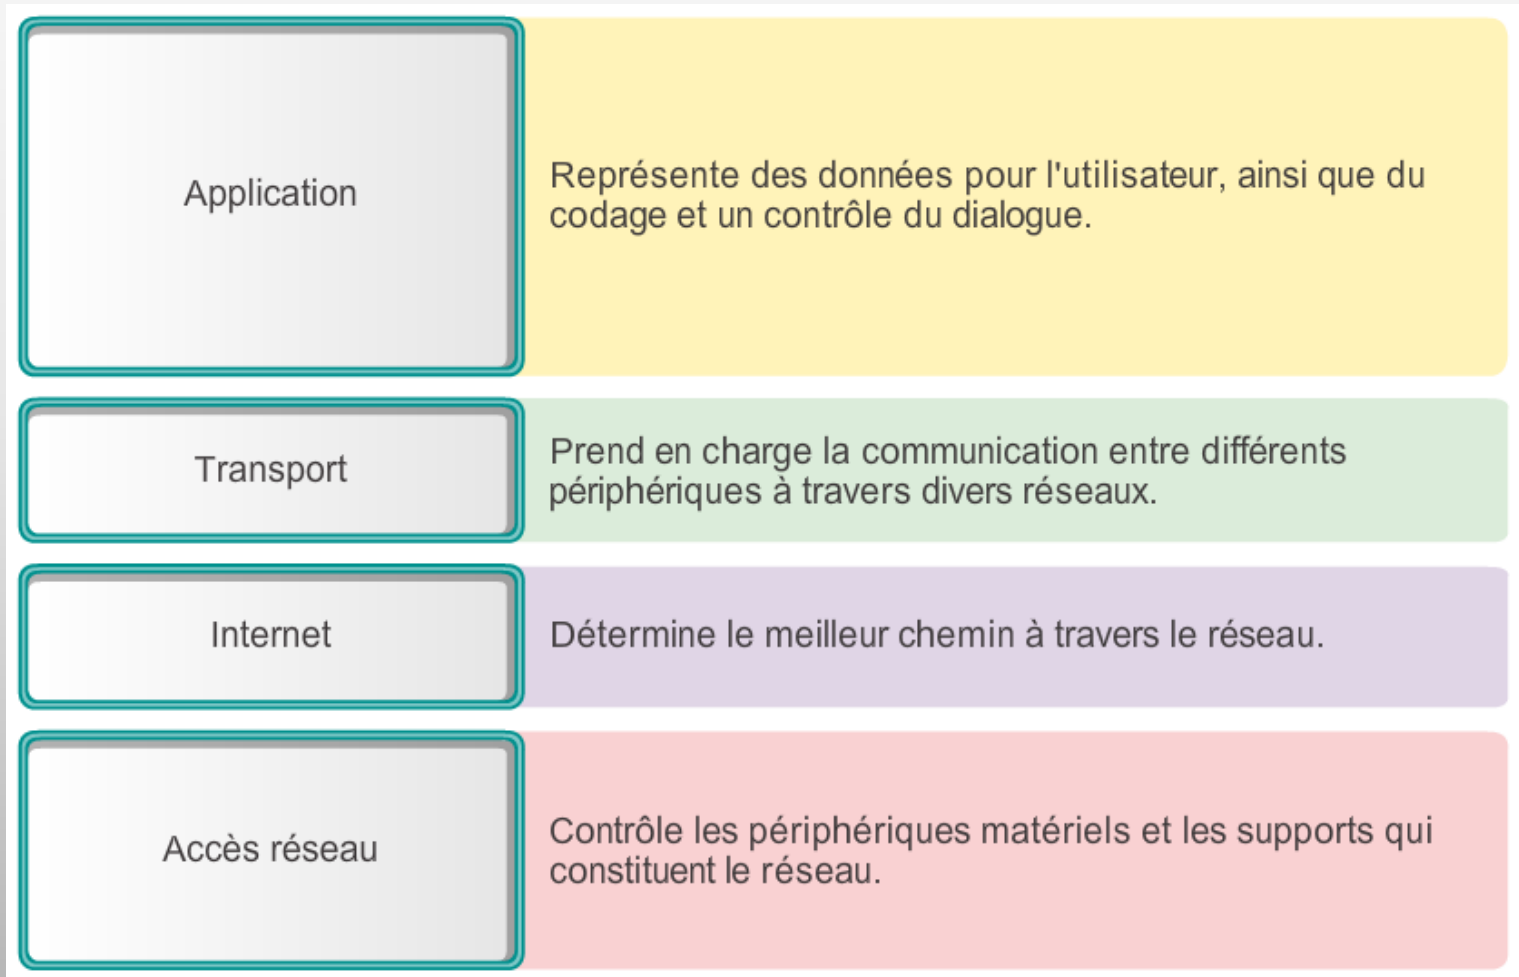 Application
Représente des données pour l'utilisateur, ainsi que du
codage et un contrôle du dialogue.
Transport
Prend en charge la communication entre différents
périphériques à travers divers réseaux.
Internet
Détermine le meilleur chemin à travers le réseau.
Accès réseau
Contrôle les périphériques matériels et les supports qui
constituent le réseau.